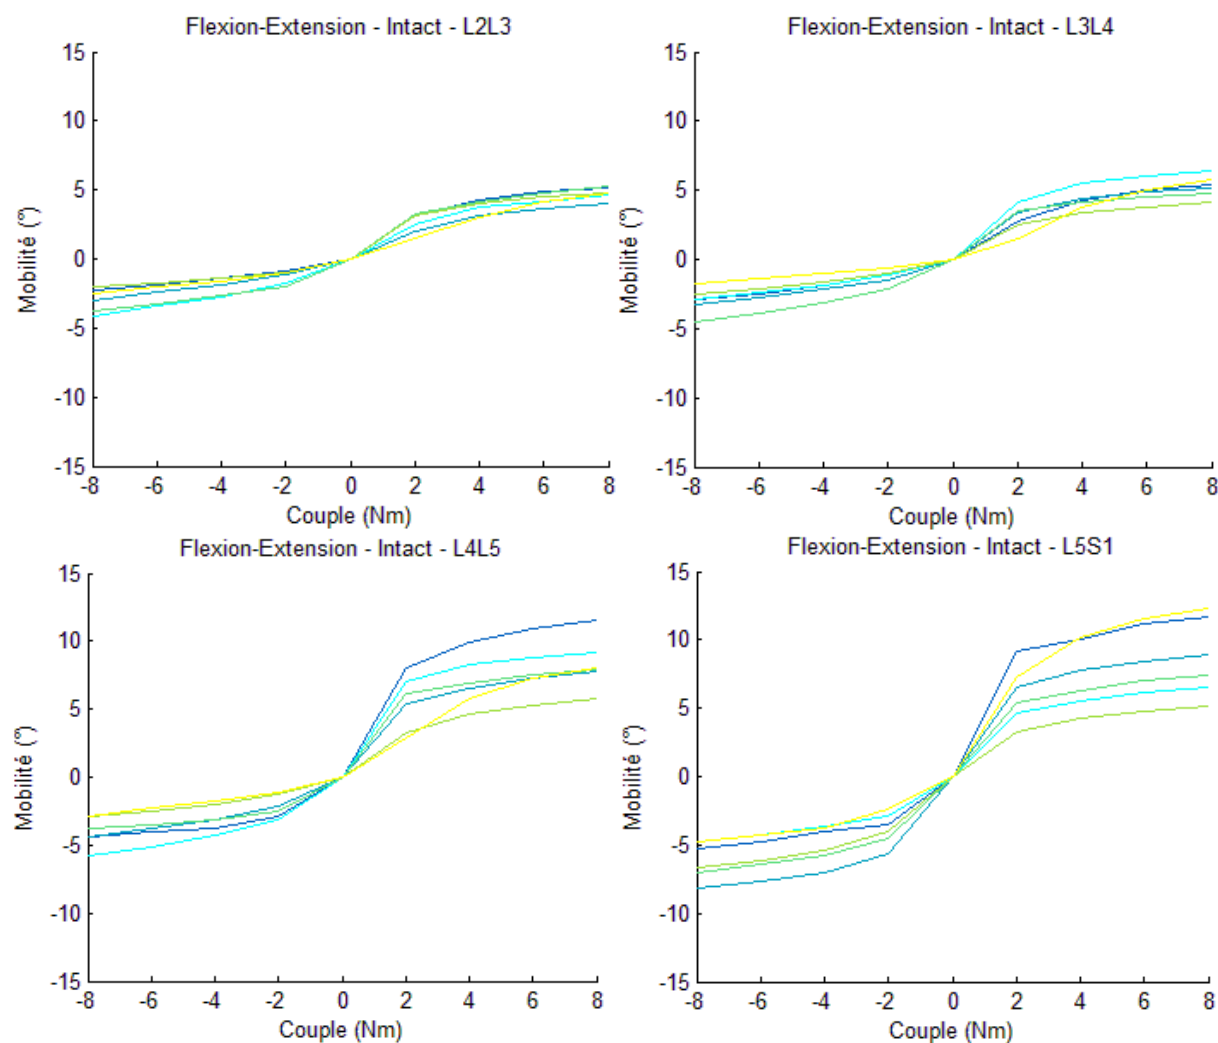 Flexion-Extension - Intact - L2L3
15
10
5
0
-5
-10
-15
Mobilité (°)
-8 -6 -4 -2 0 2 4 6 8
Couple (Nm)
Flexion-Extension - Intact - L3L4
15
10
5
0
-5
-10
-15
Mobilité (°)
-8 -6 -4 -2 0 2 4 6 8
Couple (Nm)
Flexion-Extension - Intact - L4L5
15
10
5
0
-5
-10
-15
Mobilité (°)
-8 -6 -4 -2 0 2 4 6 8
Couple (Nm)
Flexion-Extension - Intact - L5S1
15
10
5
0
-5
-10
-15
Mobilité (°)
-8 -6 -4 -2 0 2 4 6 8
Couple (Nm)